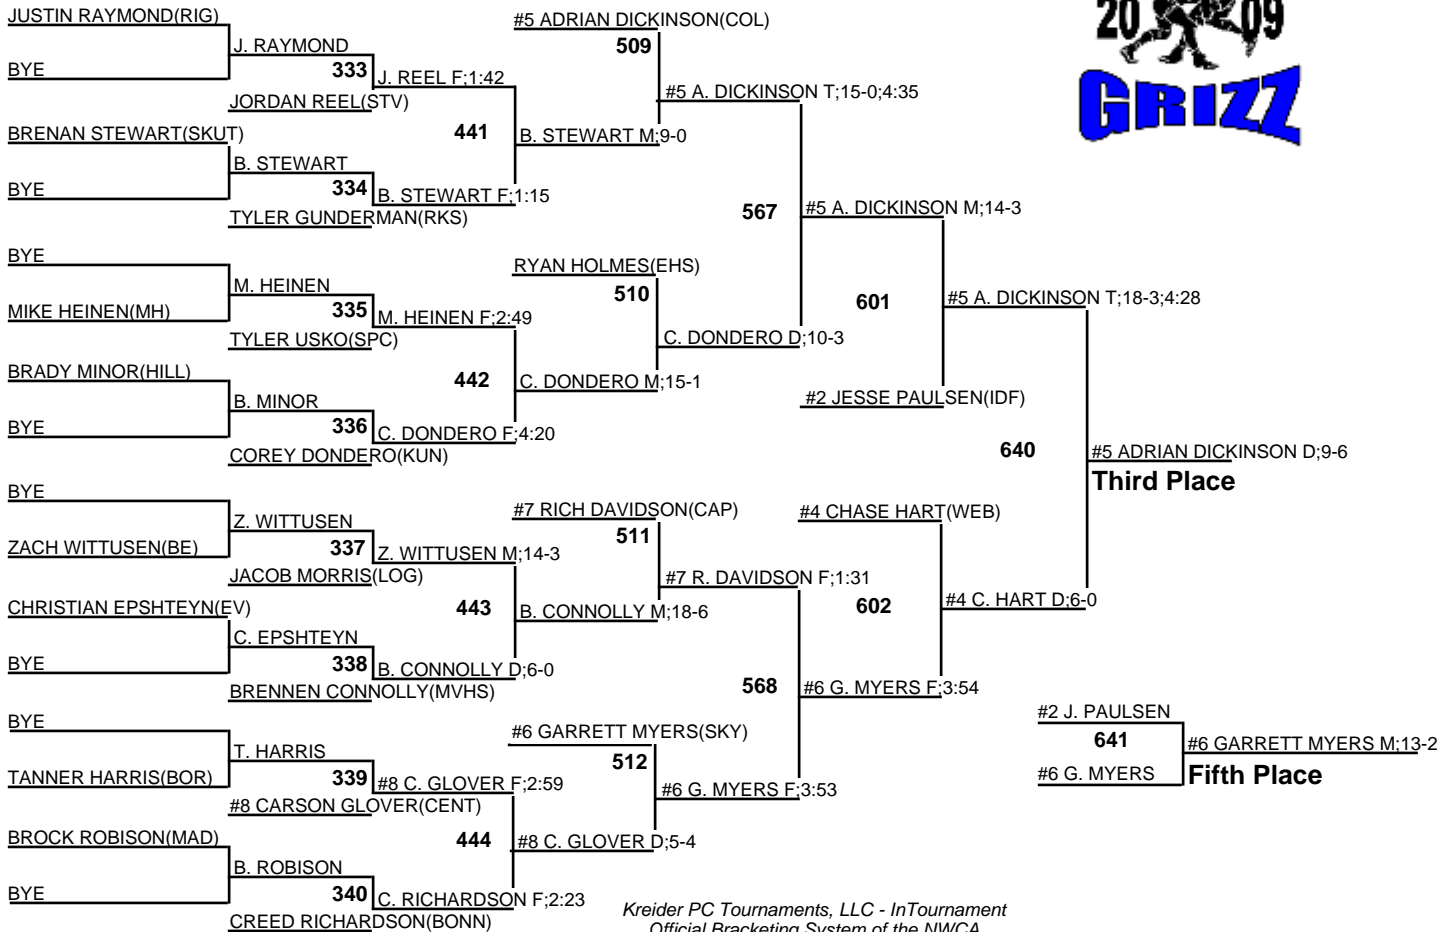 JUSTIN RAYMOND(RIG)
BYE
BRENAN STEWART(SKUT)
BYE
BYE
MIKE HEINEN(MH)
BRADY MINOR(HILL)
BYE
BYE
ZACH WITTUSEN(BE)
CHRISTIAN EPSHTEYN(EV)
BYE
BYE
TANNER HARRIS(BOR)
BROCK ROBISON(MAD)
BYE
J. RAYMOND
333
JORDAN REEL(STV)
B. STEWART
334
TYLER GUNDERMAN(RKS)
M. HEINEN
335
TYLER USKO(SPC)
B. MINOR
336
COREY DONDERO(KUN)
Z. WITTUSEN
337
JACOB MORRIS(LOG)
C. EPSHTEYN
338
BRENNEN CONNOLLY(MVHS)
T. HARRIS
339
#8 CARSON GLOVER(CENT)
B. ROBISON
340
CREED RICHARDSON(BONN)
J. REEL F;1:42
441
B. STEWART F;1:15
M. HEINEN F;2:49
442
C. DONDERO F;4:20
Z. WITTUSEN M;14-3
443
B. CONNOLLY D;6-0
#8 C. GLOVER F;2:59
444
C. RICHARDSON F;2:23
#5 ADRIAN DICKINSON(COL)
509
B. STEWART M;9-0
RYAN HOLMES(EHS)
510
C. DONDERO M;15-1
#7 RICH DAVIDSON(CAP)
511
B. CONNOLLY M;18-6
#6 GARRETT MYERS(SKY)
512
#8 C. GLOVER D;5-4
#5 A. DICKINSON T;15-0;4:35
567
C. DONDERO D;10-3
#7 R. DAVIDSON F;1:31
568
#6 G. MYERS F;3:53
#5 A. DICKINSON M;14-3
601
#2 JESSE PAULSEN(IDF)
#4 CHASE HART(WEB)
602
#6 G. MYERS F;3:54
#5 A. DICKINSON T;18-3;4:28
640
#4 C. HART D;6-0
#5 ADRIAN DICKINSON D;9-6
Third Place
#2 J. PAULSEN
641
#6 G. MYERS
#6 GARRETT MYERS M;13-2
Fifth Place
20 09
GRIZZ
Kreider PC Tournaments, LLC - InTournament
Official Bracketing System of the NWCA